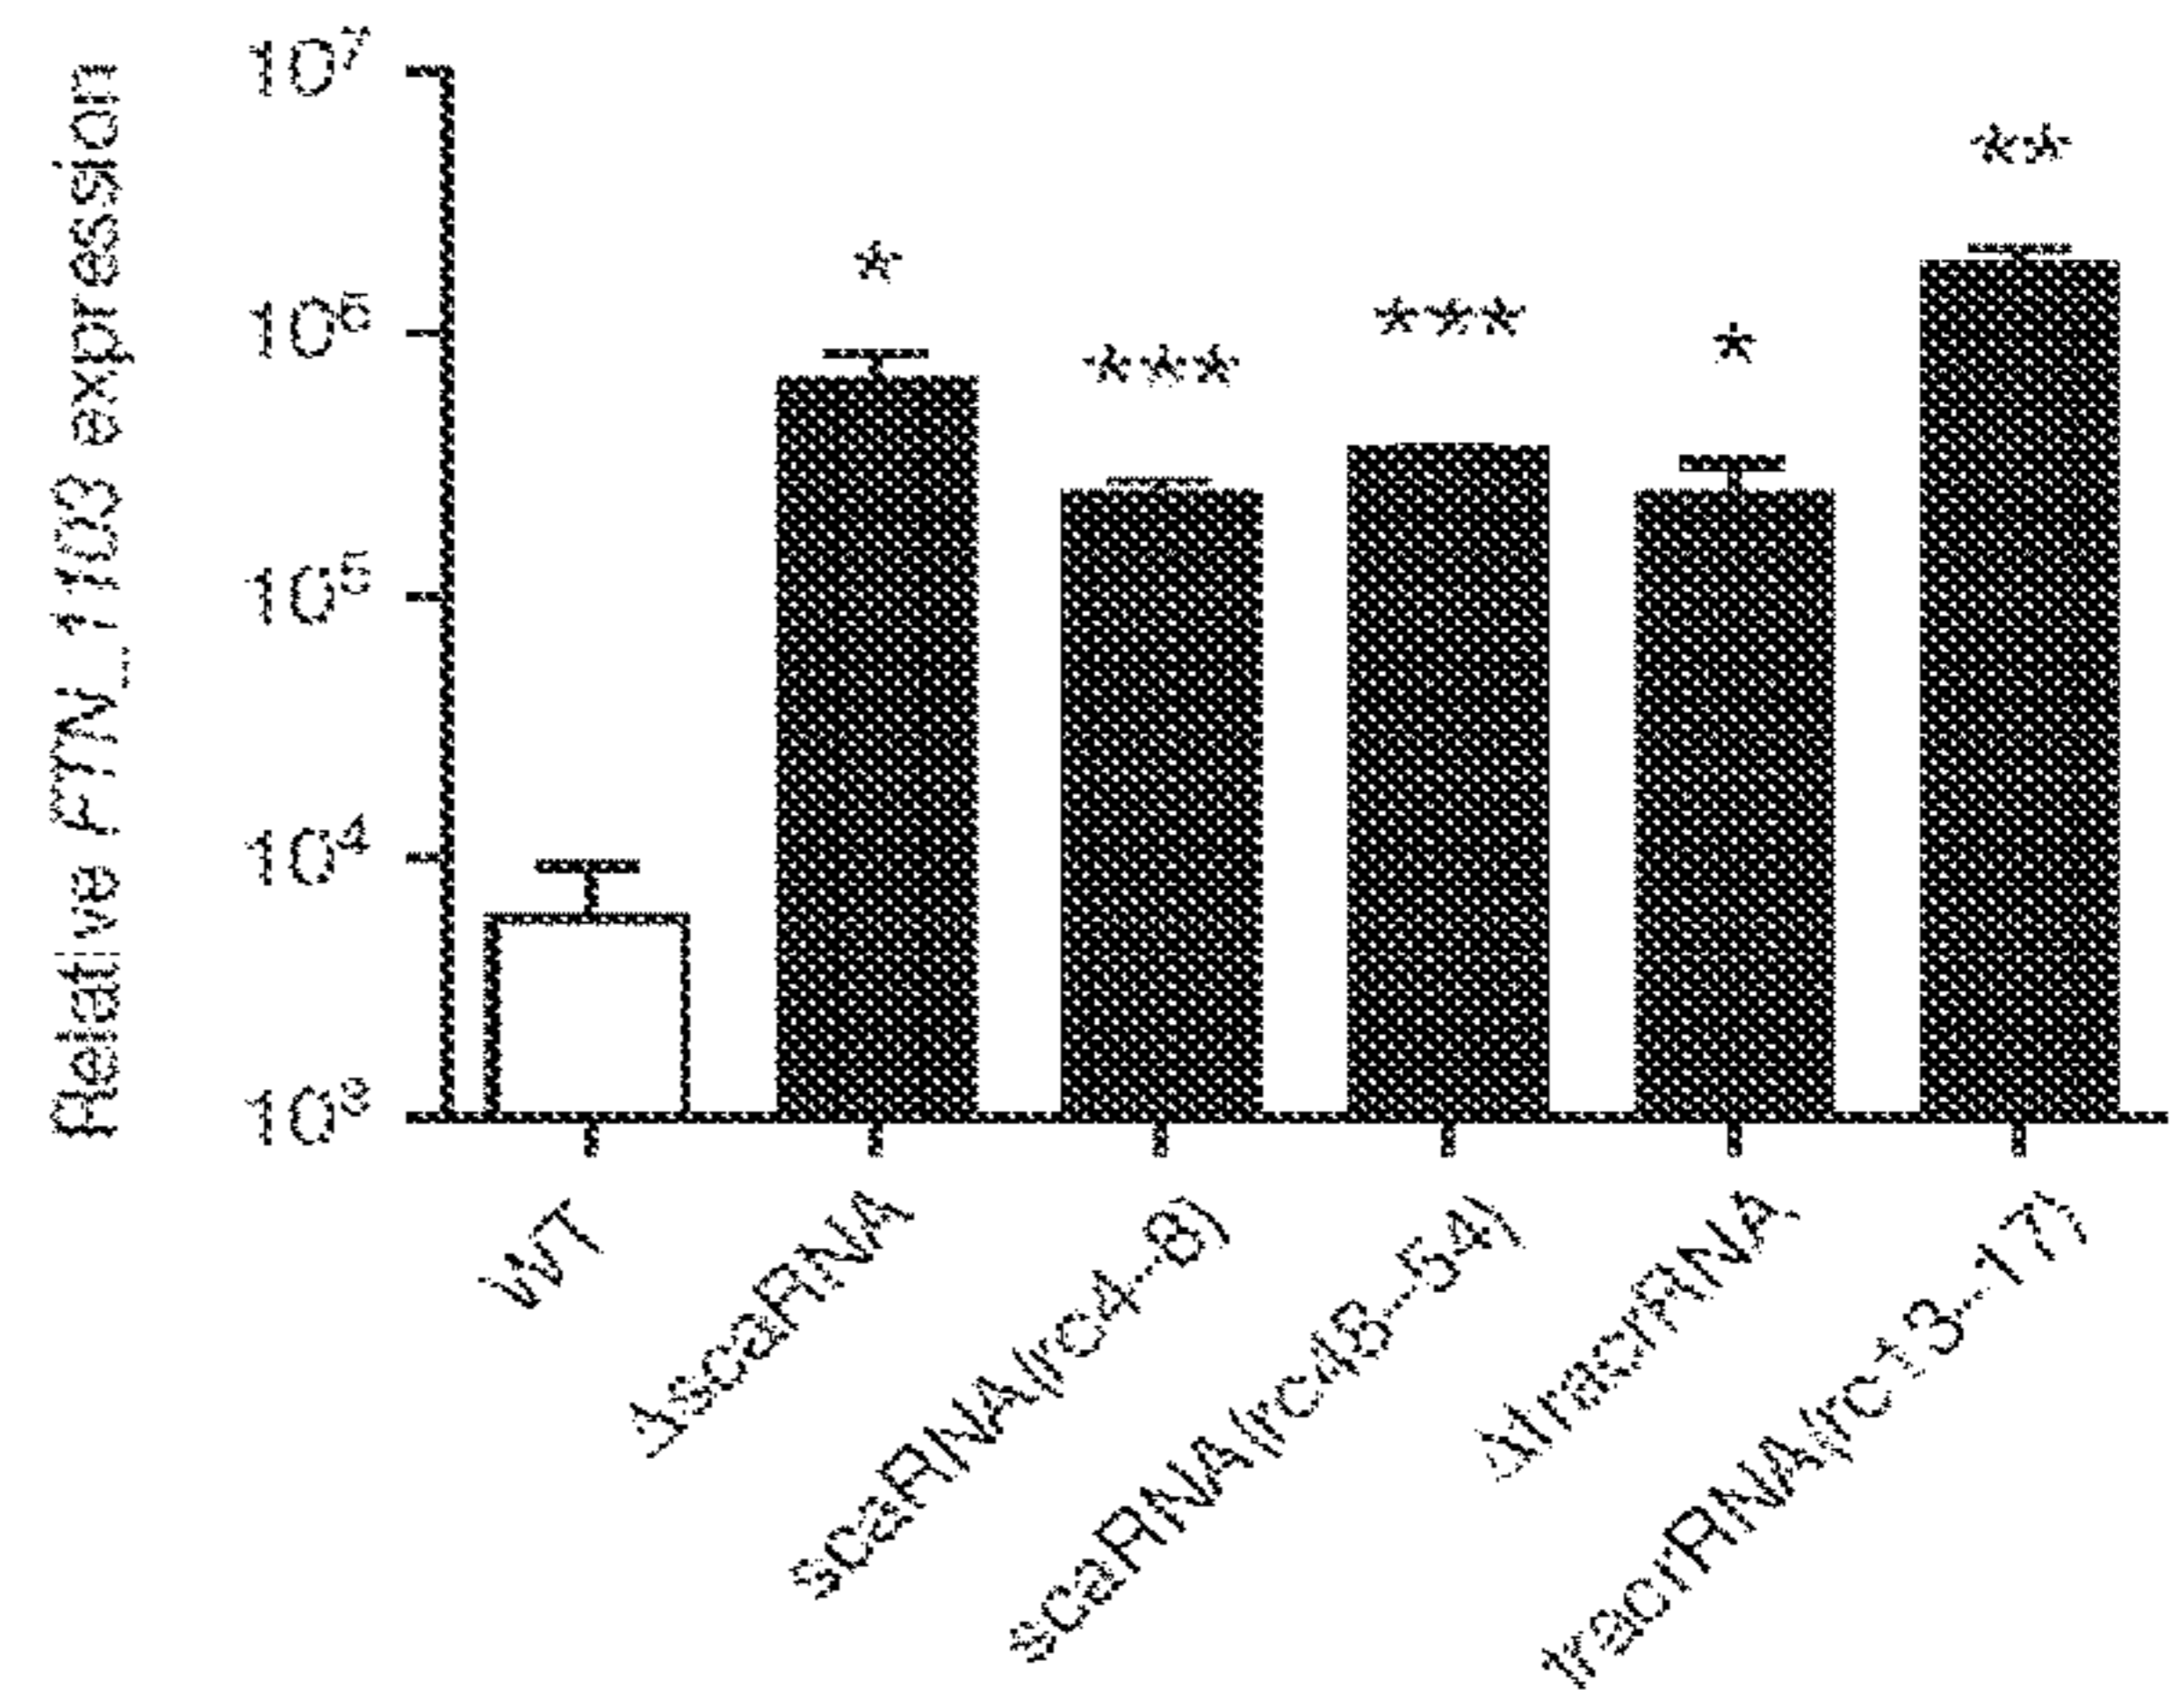 Relative FTN_1103 expression
10⁷
10⁶
10⁵
10⁴
10³
*
***
***
*
**
WT
ΔscaRNA
scaRNA(rc4--8)
scaRNA(rc45--54)
ΔtracrRNA
tracrRNA(rc13--17)